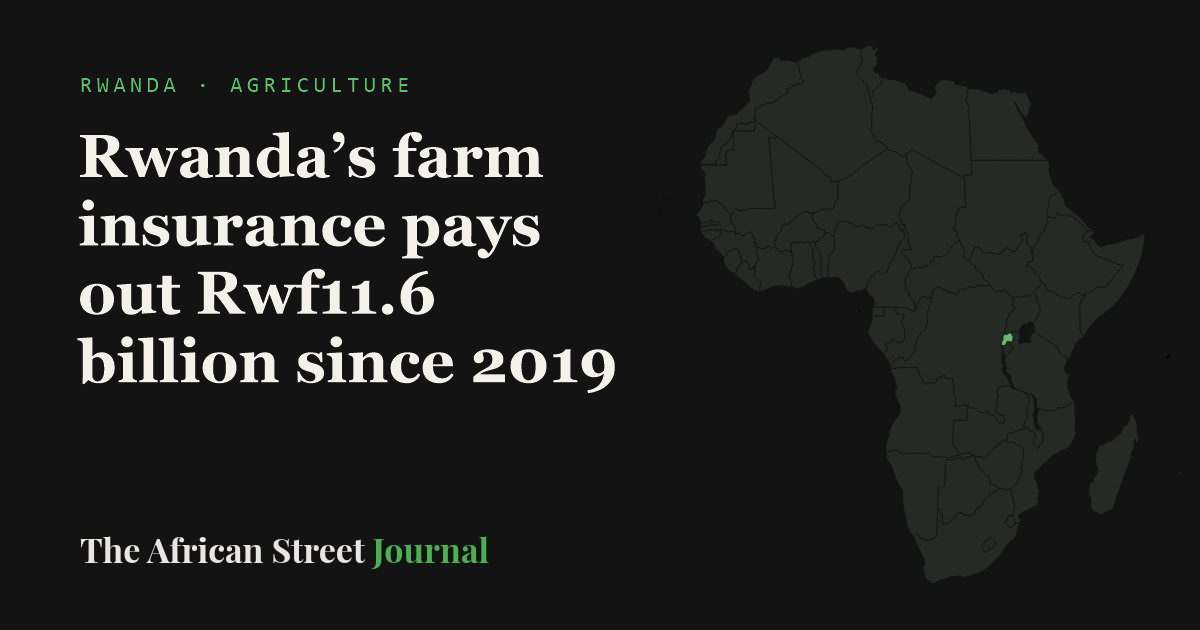 RWANDA · AGRICULTURE
Rwanda’s farm
insurance pays
out Rwf11.6
billion since 2019
The African Street Journal